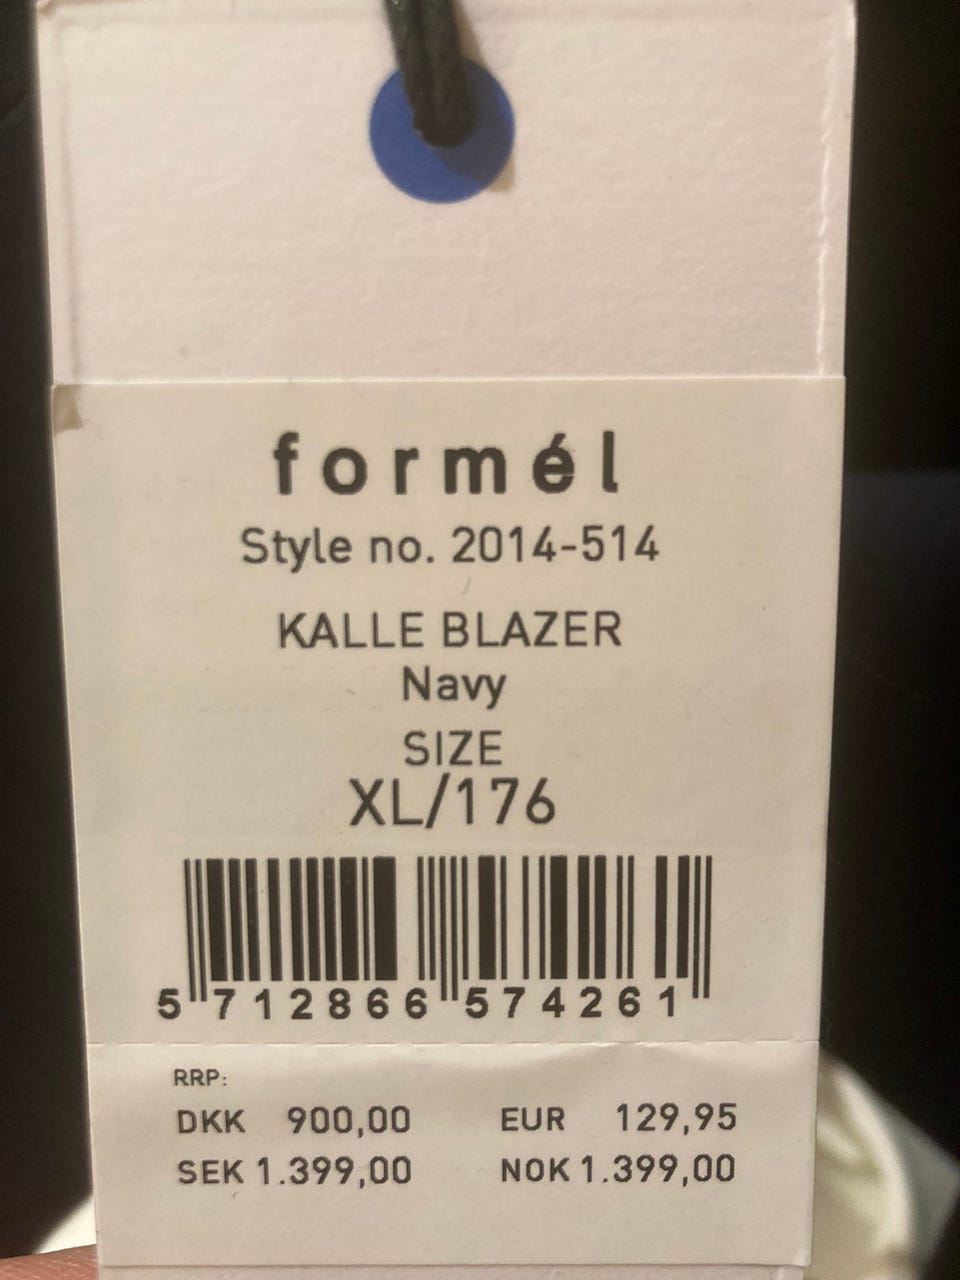 formél
Style no. 2014-514
KALLE BLAZER
Navy
SIZE
XL/176
5 712866 574261
RRP:
DKK 900,00 EUR 129,95
SEK 1.399,00 NOK 1.399,00